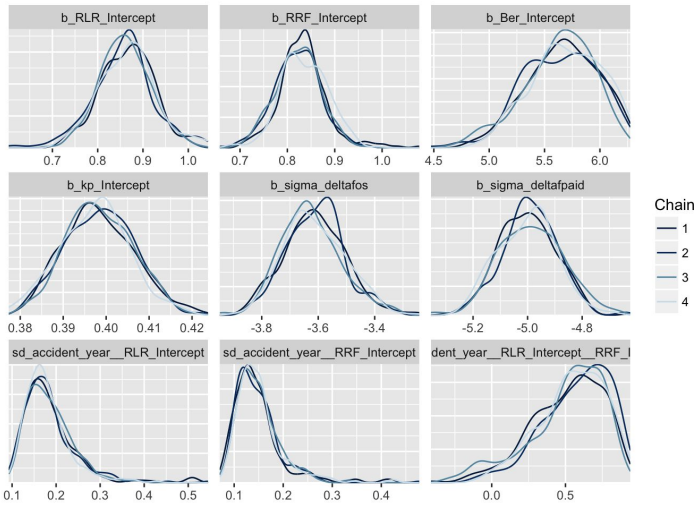 b_RLR_Intercept
b_RRF_Intercept
b_Ber_Intercept
0.7 0.8 0.9 1.0
0.7 0.8 0.9 1.0
4.5 5.0 5.5 6.0
b_kp_Intercept
b_sigma_deltafos
b_sigma_deltafpaid
0.38 0.39 0.40 0.41 0.42
-3.8 -3.6 -3.4
-5.2 -5.0 -4.8
sd_accident_year__RLR_Intercept
sd_accident_year__RRF_Intercept
dent_year__RLR_Intercept__RRF_I
0.1 0.2 0.3 0.4 0.5
0.1 0.2 0.3 0.4
0.0 0.5
Chain
1
2
3
4